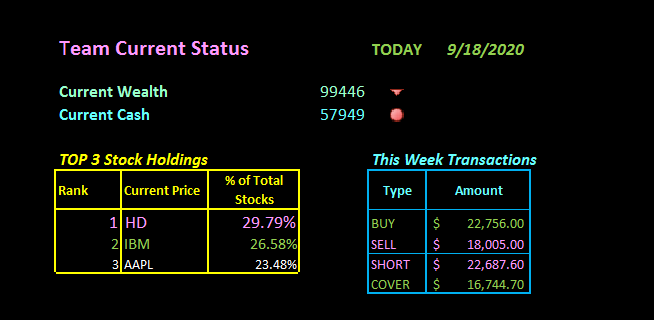 Team Current Status TODAY 9/18/2020
Current Wealth 99446
Current Cash 57949
TOP 3 Stock Holdings
Rank Current Price % of Total Stocks
1 HD 29.79%
2 IBM 26.58%
3 AAPL 23.48%
This Week Transactions
Type Amount
BUY $ 22,756.00
SELL $ 18,005.00
SHORT $ 22,687.60
COVER $ 16,744.70